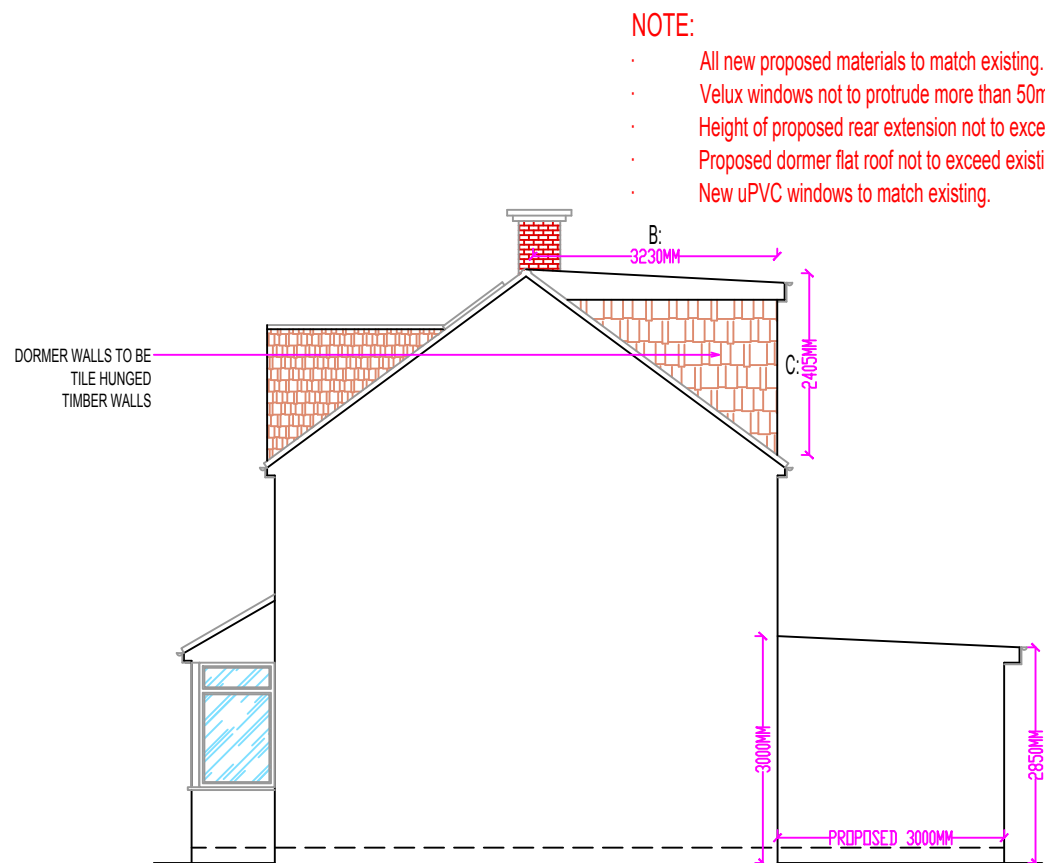 NOTE:
· All new proposed materials to match existing.
· Velux windows not to protrude more than 50m
· Height of proposed rear extension not to exce
· Proposed dormer flat roof not to exceed existi
· New uPVC windows to match existing.
B:
3230MM
DORMER WALLS TO BE
TILE HUNGED
TIMBER WALLS
C:
2405MM
3000MM
2850MM
PROPOSED 3000MM